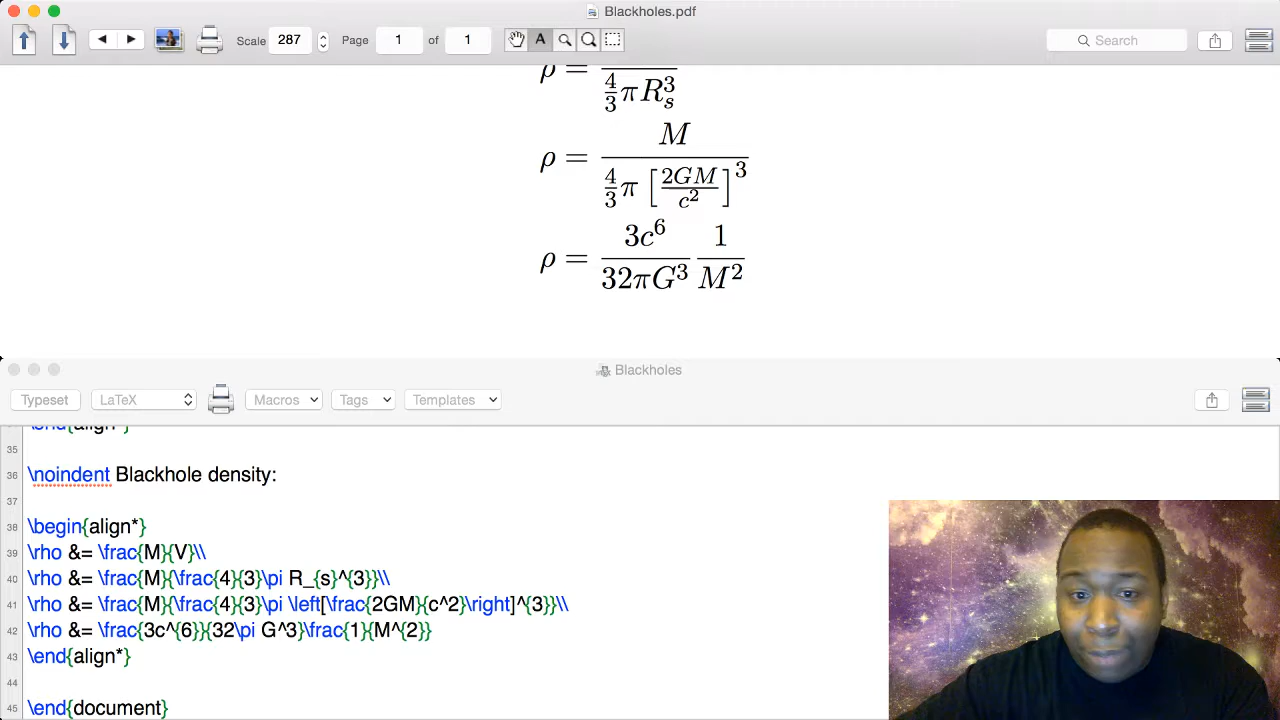 Blackholes.pdf
Scale 287 Page 1 of 1 Search
ρ =
4/3 πR_s^3
ρ = M / (4/3 π [2GM/c^2]^3)
ρ = 3c^6/32πG^3 1/M^2
Blackholes
Typeset LaTeX Macros Tags Templates
\end{align*}
35
36 \noindent Blackhole density:
37
38 \begin{align*}
39 \rho &= \frac{M}{V}\\
40 \rho &= \frac{M}{\frac{4}{3}\pi R_{s}^{3}}\\
41 \rho &= \frac{M}{\frac{4}{3}\pi \left[\frac{2GM}{c^2}\right]^{3}}\\
42 \rho &= \frac{3c^{6}}{32\pi G^3}\frac{1}{M^{2}}
43 \end{align*}
44
45 \end{document}